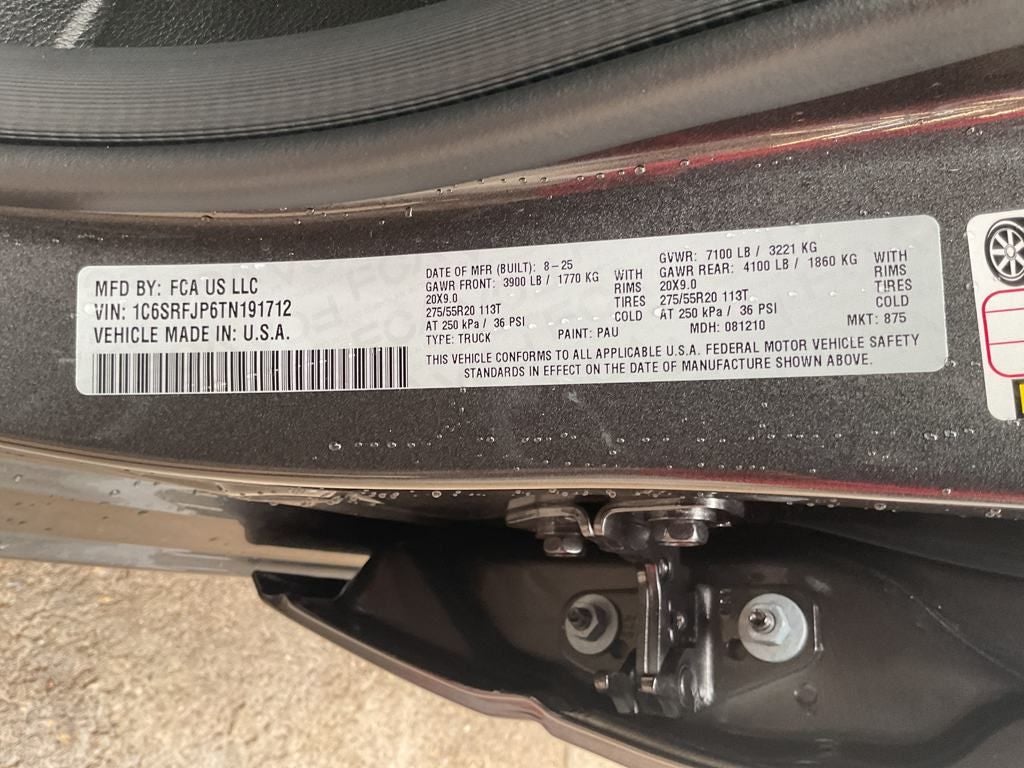 MFD BY: FCA US LLC
VIN: 1C6SRFJP6TN191712
VEHICLE MADE IN: U.S.A.
DATE OF MFR (BUILT): 8-25
GAWR FRONT: 3900 LB / 1770 KG WITH
20X9.0 RIMS
275/55R20 113T TIRES
AT 250 kPa / 36 PSI COLD
TYPE: TRUCK PAINT: PAU
GVWR: 7100 LB / 3221 KG
GAWR REAR: 4100 LB / 1860 KG WITH
20X9.0 RIMS
275/55R20 113T TIRES
AT 250 kPa / 36 PSI COLD
MDH: 081210 MKT: 875
THIS VEHICLE CONFORMS TO ALL APPLICABLE U.S.A. FEDERAL MOTOR VEHICLE SAFETY
STANDARDS IN EFFECT ON THE DATE OF MANUFACTURE SHOWN ABOVE.